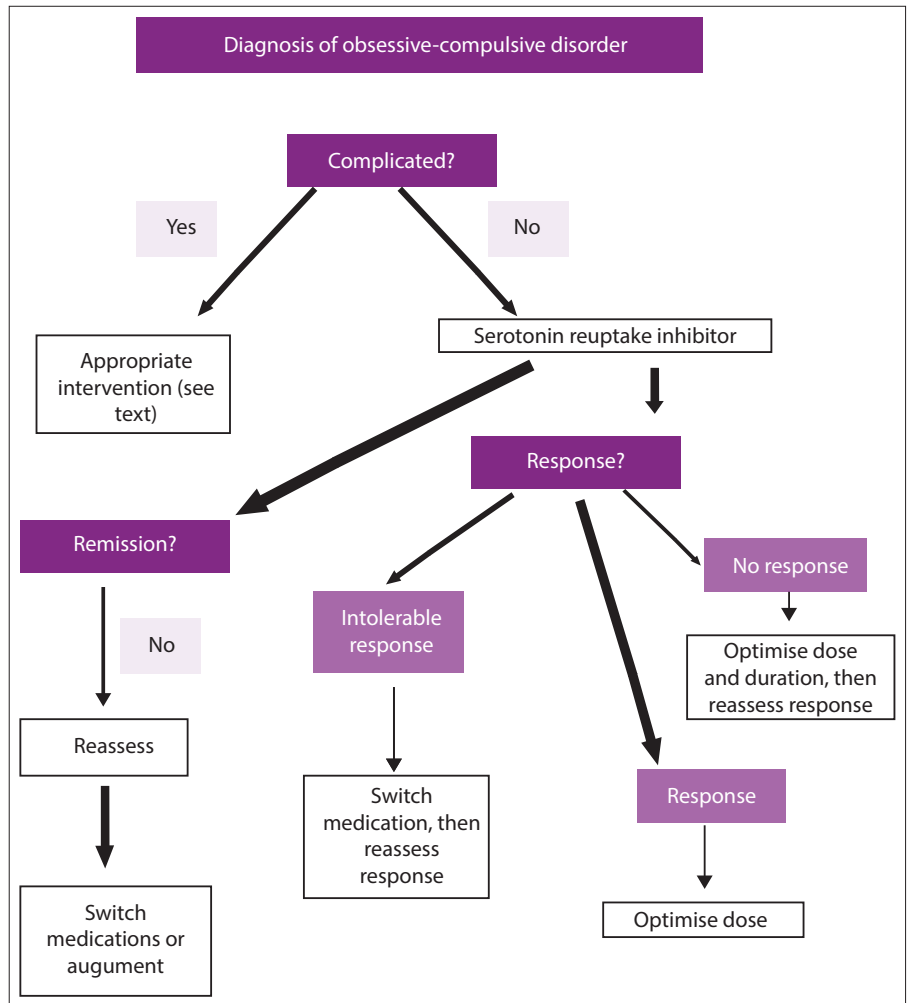 Diagnosis of obsessive-compulsive disorder
Complicated?
Yes
No
Appropriate
intervention (see
text)
Serotonin reuptake inhibitor
Response?
Remission?
No
Reassess
Switch
medications or
augument
Intolerable
response
Switch
medication, then
reassess
response
No response
Optimise dose
and duration, then
reassess response
Response
Optimise dose